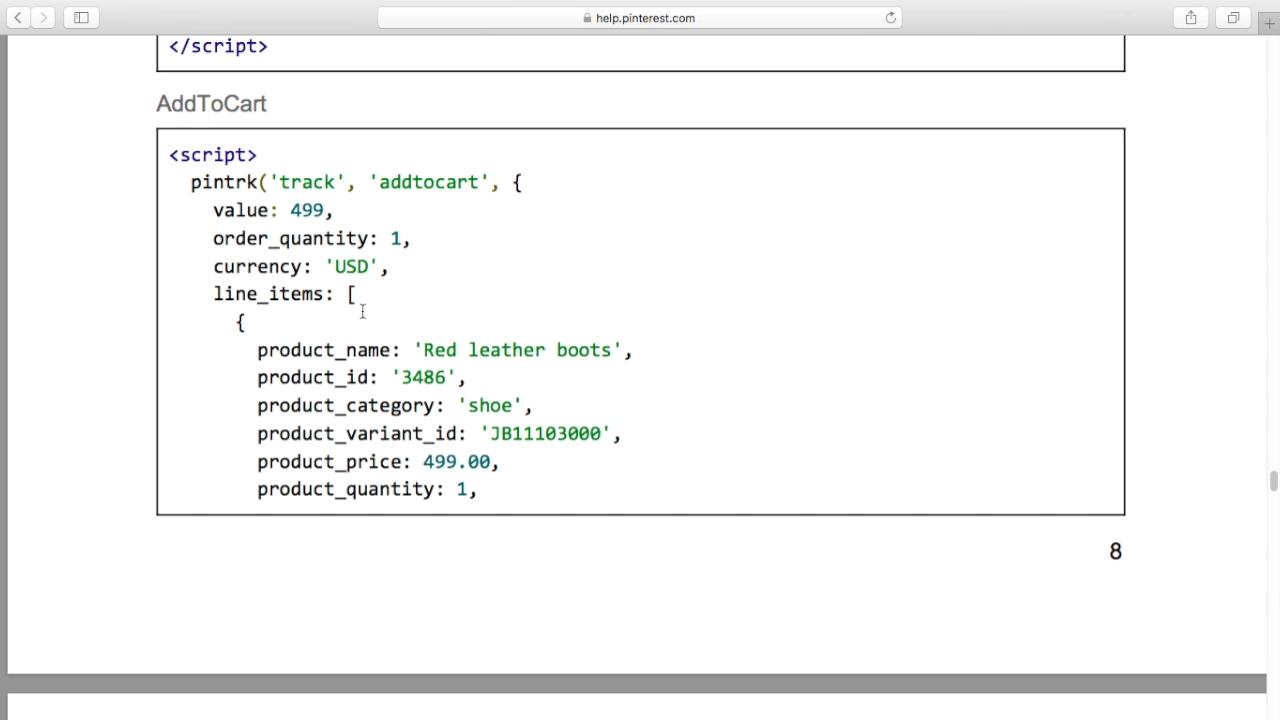 help.pinterest.com
</script>
AddToCart
<script>
pintrk('track', 'addtocart', {
value: 499,
order_quantity: 1,
currency: 'USD',
line_items: [
{
product_name: 'Red leather boots',
product_id: '3486',
product_category: 'shoe',
product_variant_id: 'JB11103000',
product_price: 499.00,
product_quantity: 1,
8